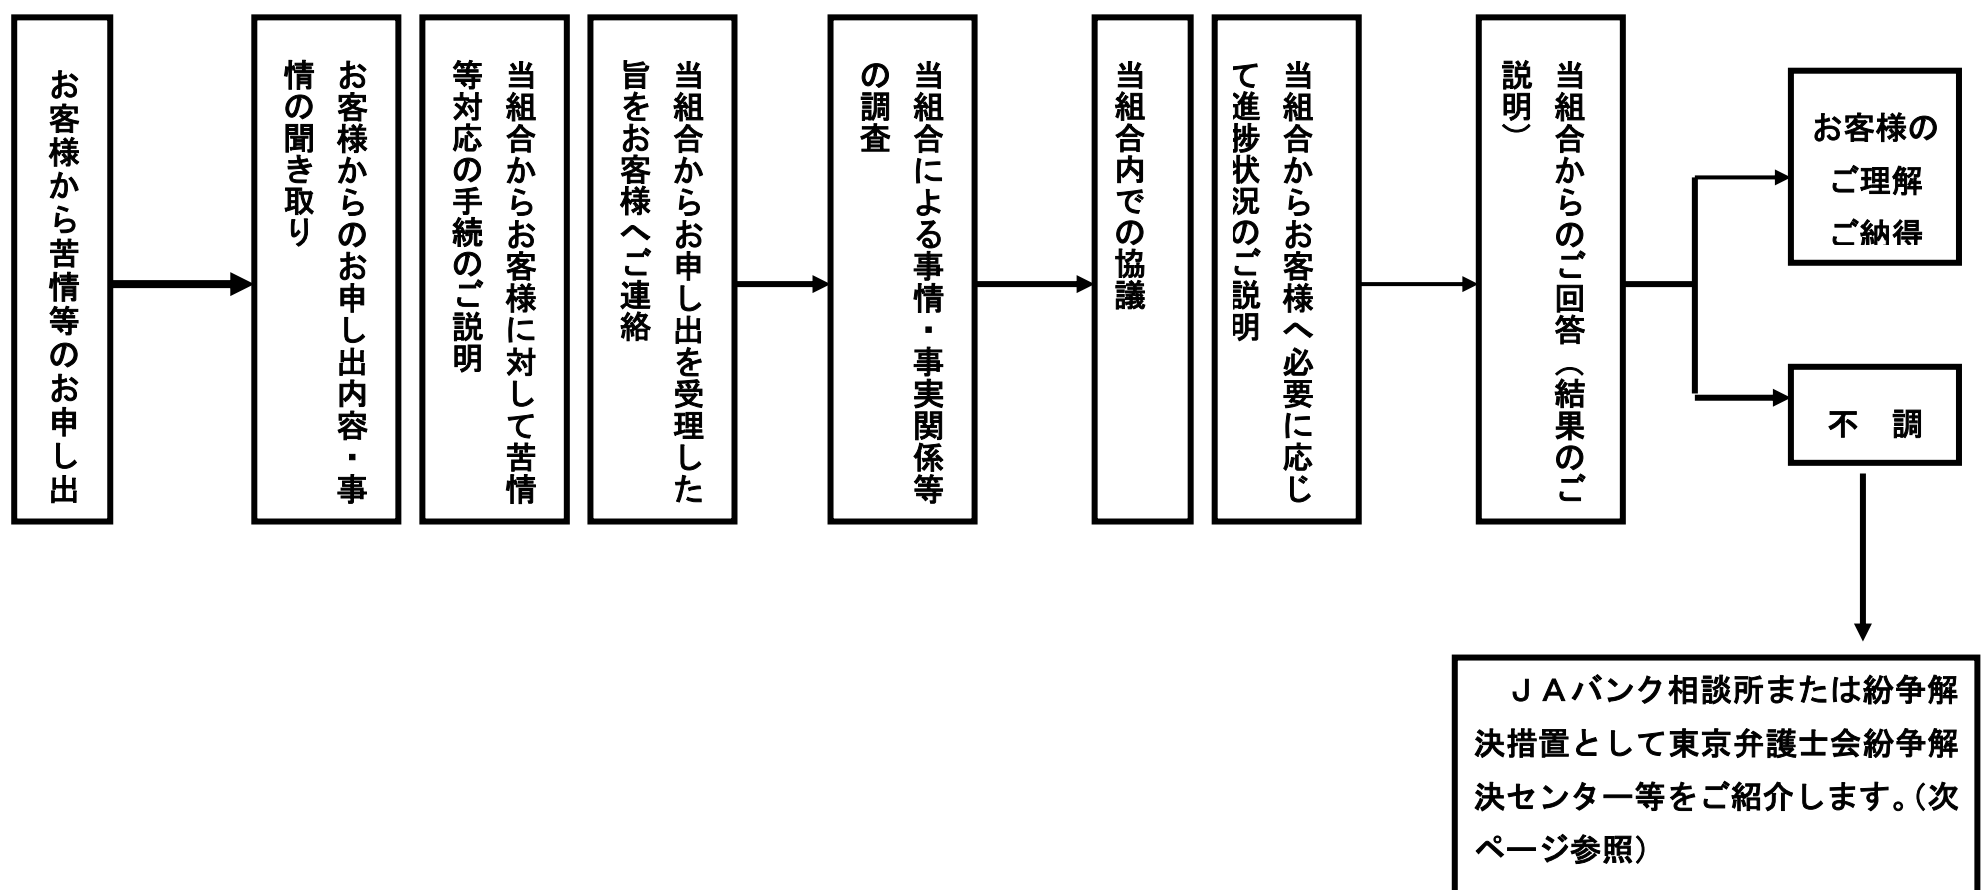 お客様から苦情等のお申し出
お客様からのお申し出内容・事
情の聞き取り
当組合からお客様に対して苦情
等対応の手続のご説明
当組合からお申し出を受理した
旨をお客様へご連絡
当組合による事情・事実関係等
の調査
当組合内での協議
当組合からお客様へ必要に応じ
て進捗状況のご説明
当組合からのご回答（結果のご
説明）
お客様の
ご理解
ご納得
不　調
ＪＡバンク相談所または紛争解
決措置として東京弁護士会紛争解
決センター等をご紹介します。（次
ページ参照）